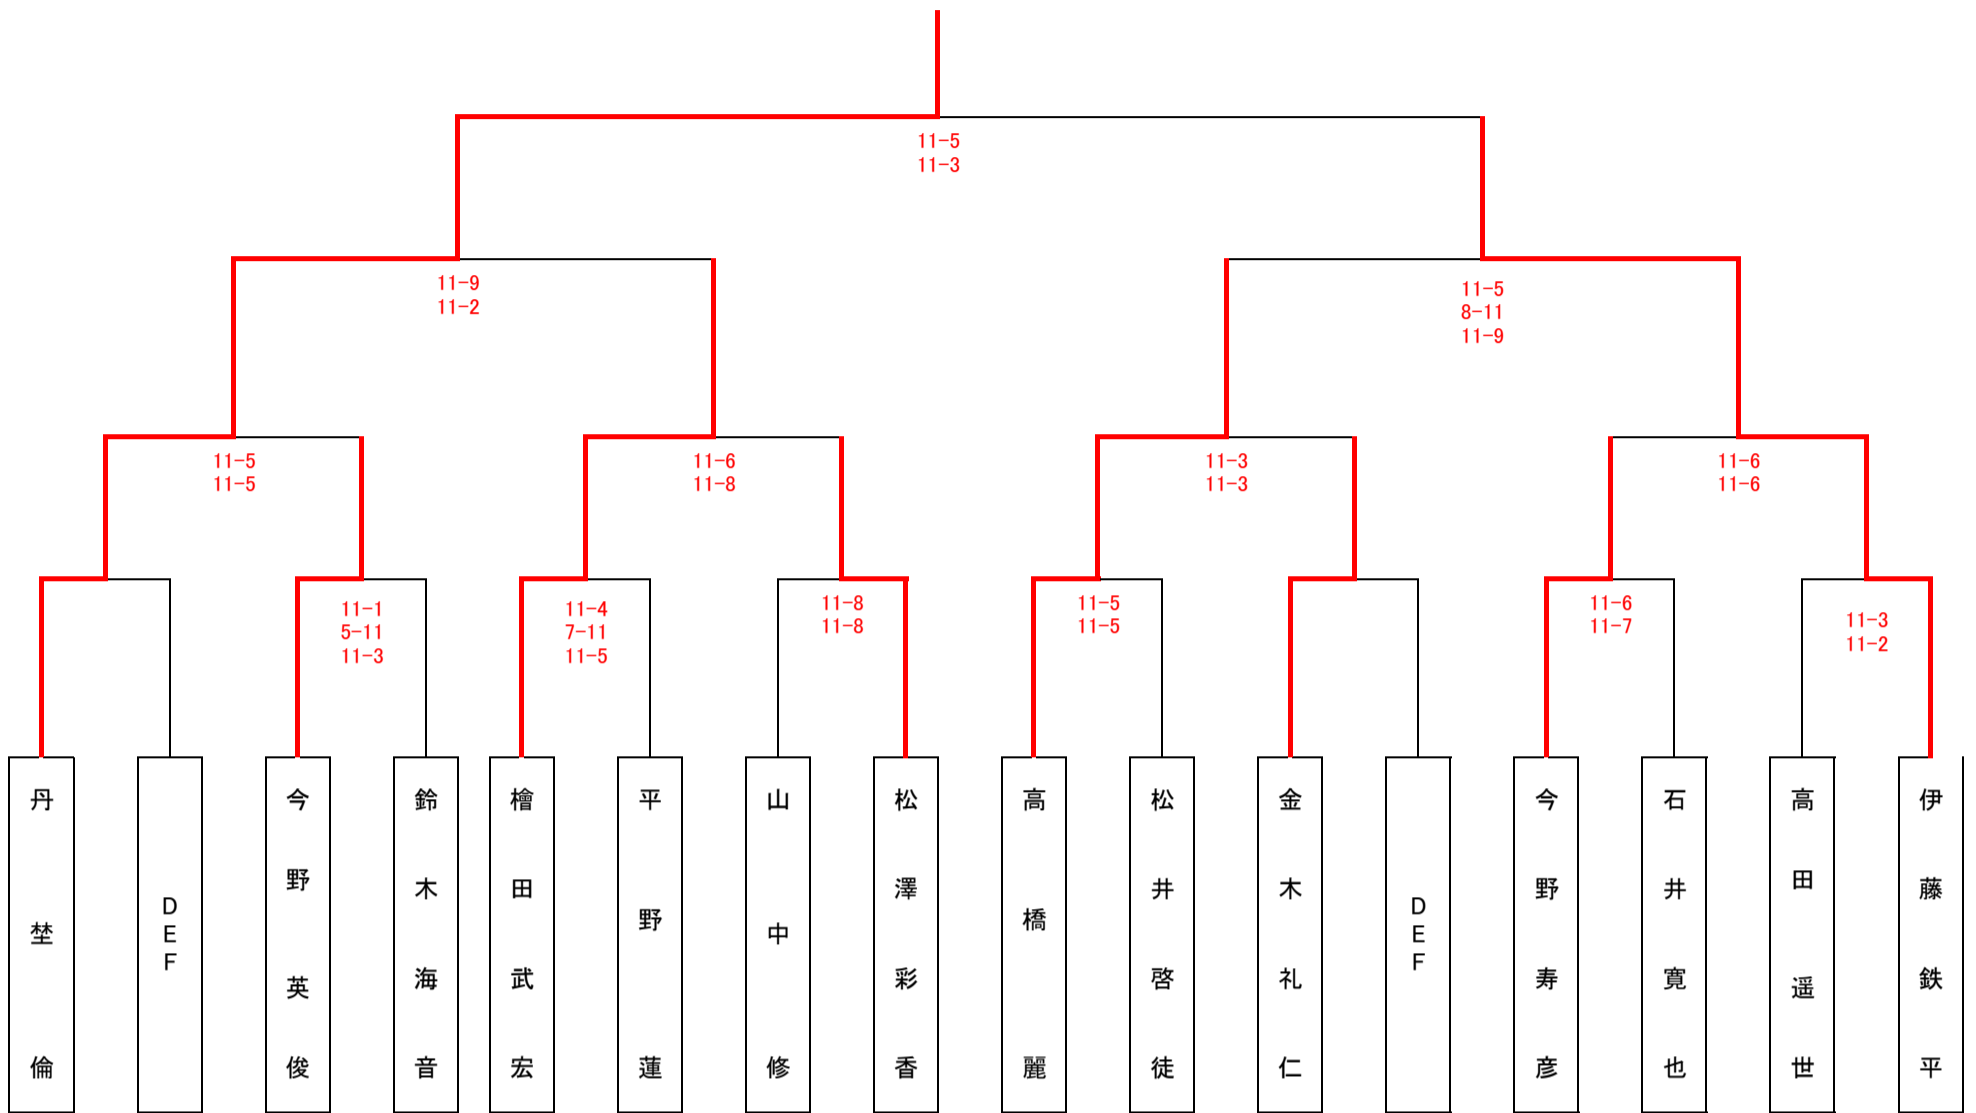 11-5
11-3
11-9
11-2
11-5
8-11
11-9
11-5
11-5
11-6
11-8
11-3
11-3
11-6
11-6
11-1
5-11
11-3
11-4
7-11
11-5
11-8
11-8
11-5
11-5
11-6
11-7
11-3
11-2
丹埜倫
DEF
今野英俊
鈴木海音
檜田武宏
平野蓮
山中修
松澤彩香
高橋麗
松井啓徒
金木礼仁
DEF
今野寿彦
石井寛也
高田遥世
伊藤鉄平